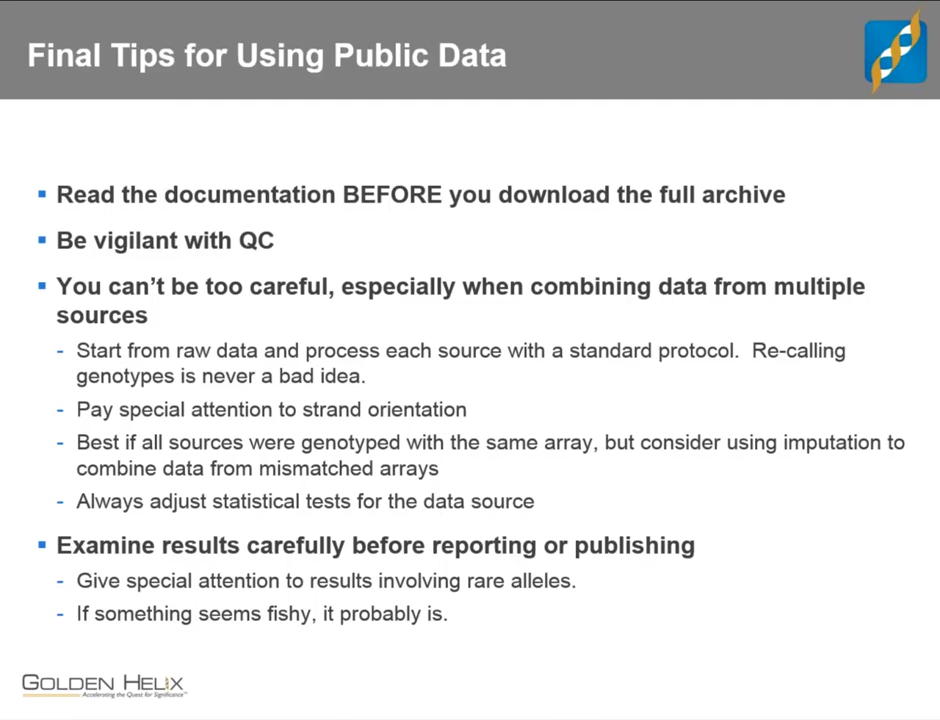 Final Tips for Using Public Data
Read the documentation BEFORE you download the full archive
Be vigilant with QC
You can’t be too careful, especially when combining data from multiple
sources
- Start from raw data and process each source with a standard protocol.  Re-calling
genotypes is never a bad idea.
- Pay special attention to strand orientation
- Best if all sources were genotyped with the same array, but consider using imputation to
combine data from mismatched arrays
- Always adjust statistical tests for the data source
Examine results carefully before reporting or publishing
- Give special attention to results involving rare alleles.
- If something seems fishy, it probably is.
GOLDEN HELIX
Accelerating the Quest for Significance™